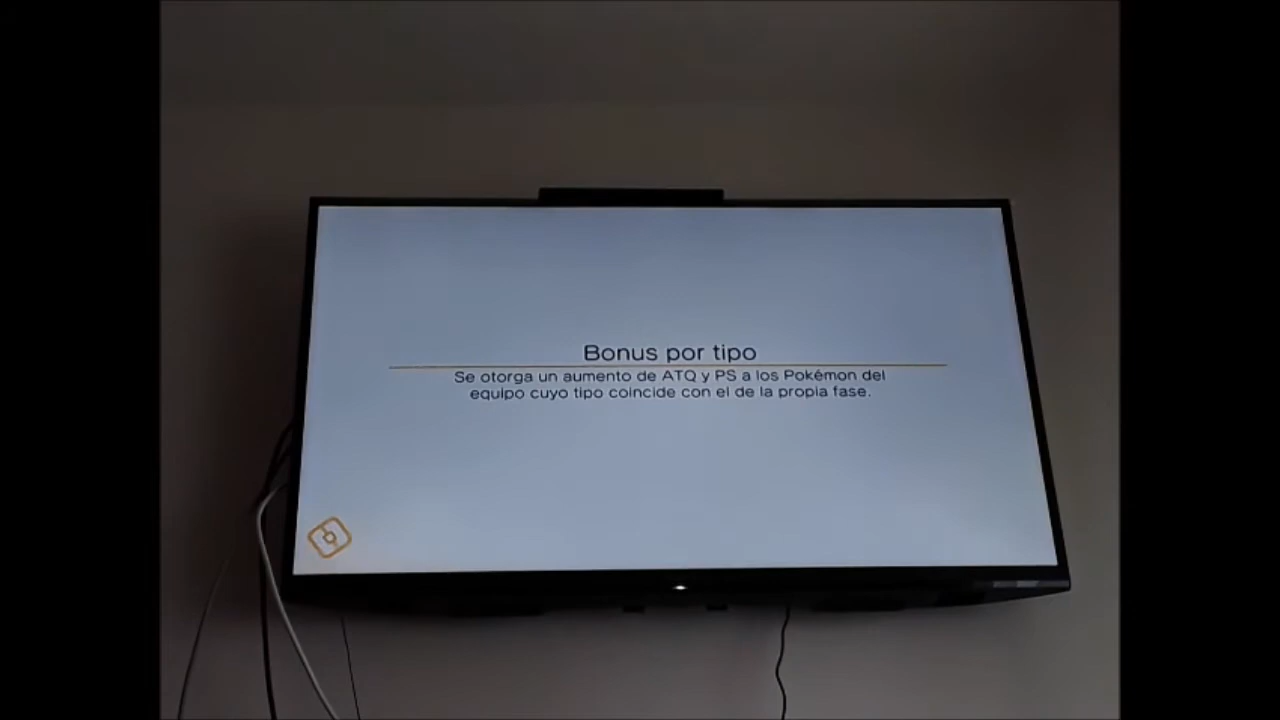 Bonus por tipo
Se otorga un aumento de ATQ y PS a los Pokémon del
equipo cuyo tipo coincide con el de la propia fase.